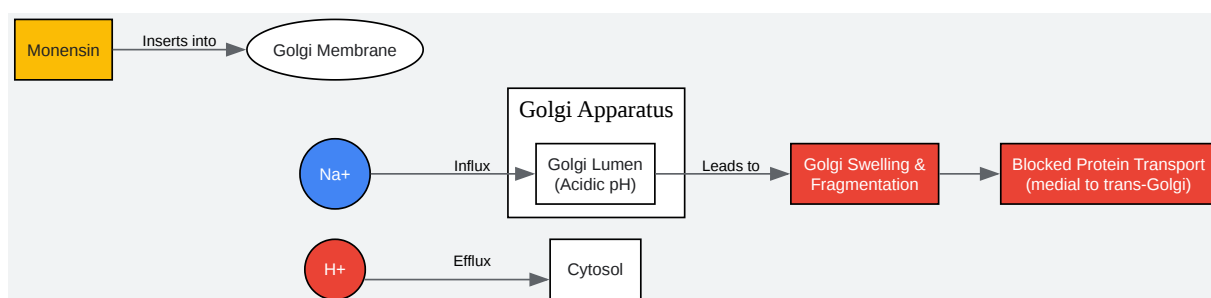 Monensin
Inserts into
Golgi Membrane
Golgi Apparatus
Na+
Influx
Golgi Lumen
(Acidic pH)
Leads to
Golgi Swelling &
Fragmentation
Blocked Protein Transport
(medial to trans-Golgi)
H+
Efflux
Cytosol